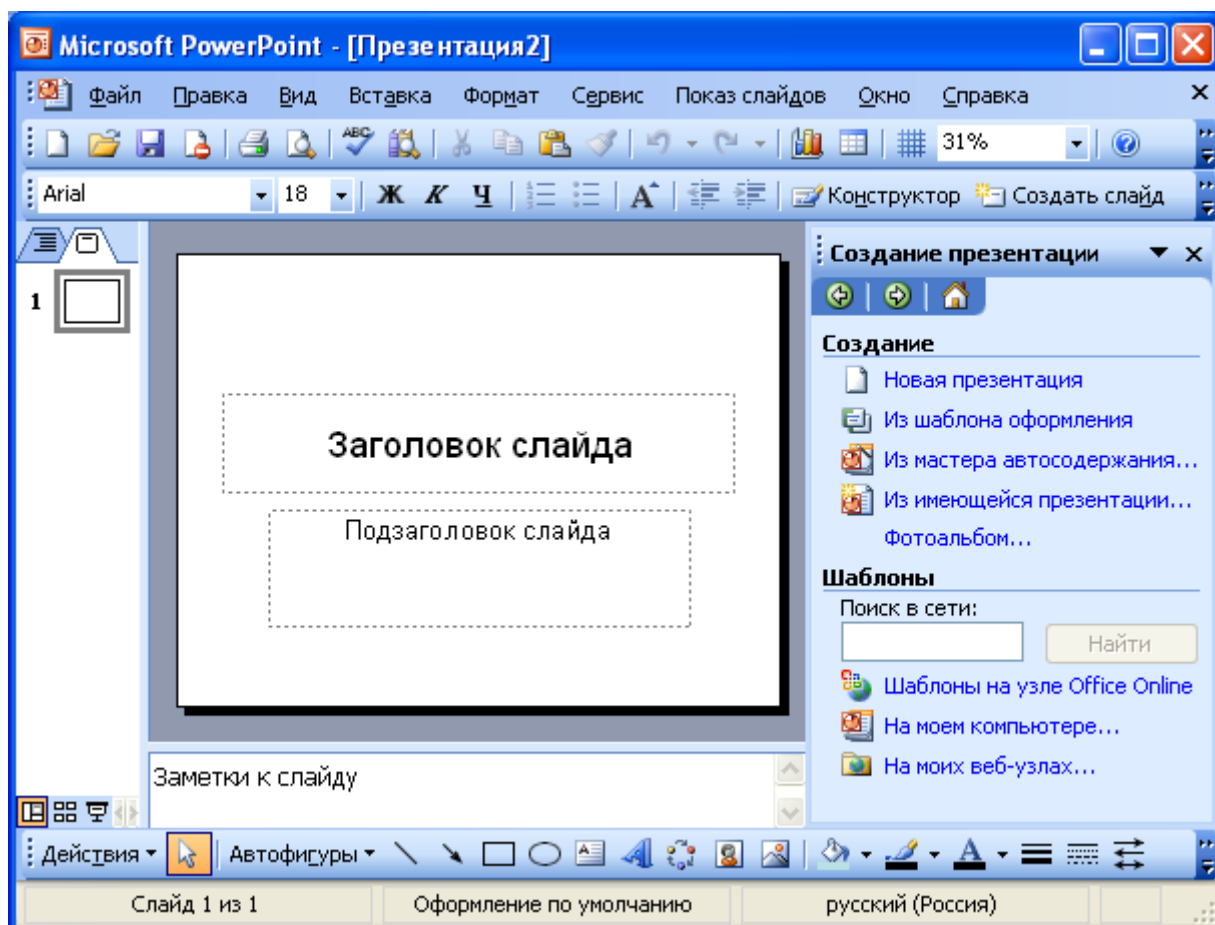 Microsoft PowerPoint - [Презентация2]
Файл Правка Вид Вставка Формат Сервис Показ слайдов Окно Справка
ABC 31%
Arial 18 Ж К Ч A Конструктор Создать слайд
Создание презентации
1
Создание
Новая презентация
Из шаблона оформления
Из мастера автосодержания...
Из имеющейся презентации...
Фотоальбом...
Шаблоны
Поиск в сети:
Найти
Шаблоны на узле Office Online
На моем компьютере...
На моих веб-узлах...
Заголовок слайда
Подзаголовок слайда
Заметки к слайду
Действия Автофигуры A A
Слайд 1 из 1 Оформление по умолчанию русский (Россия)